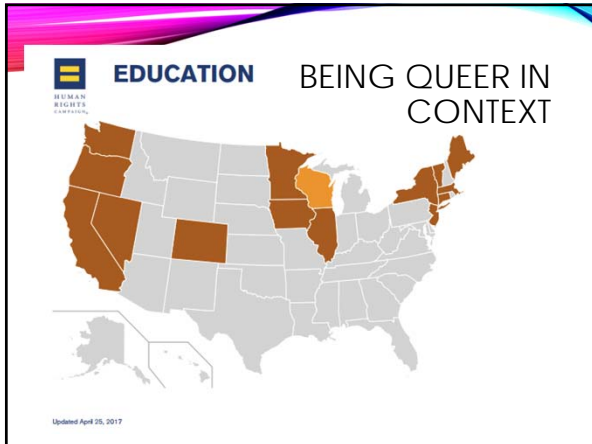 BEING QUEER IN
CONTEXT
EDUCATION
HUMAN
RIGHTS
CAMPAIGN
Updated April 25, 2017